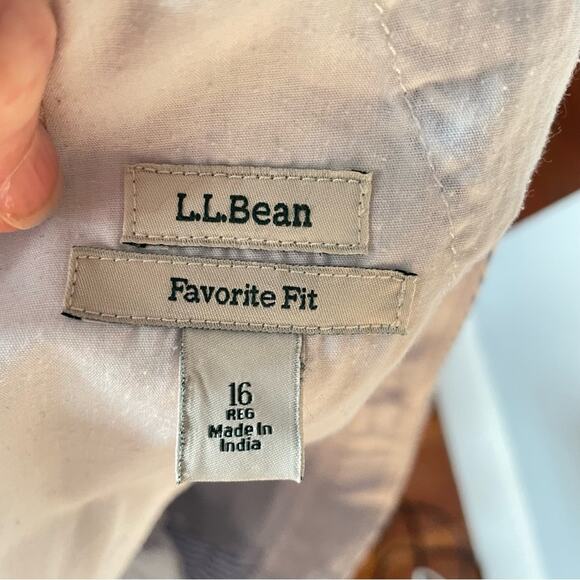 L.L.Bean
Favorite Fit
16
REG
Made In
India